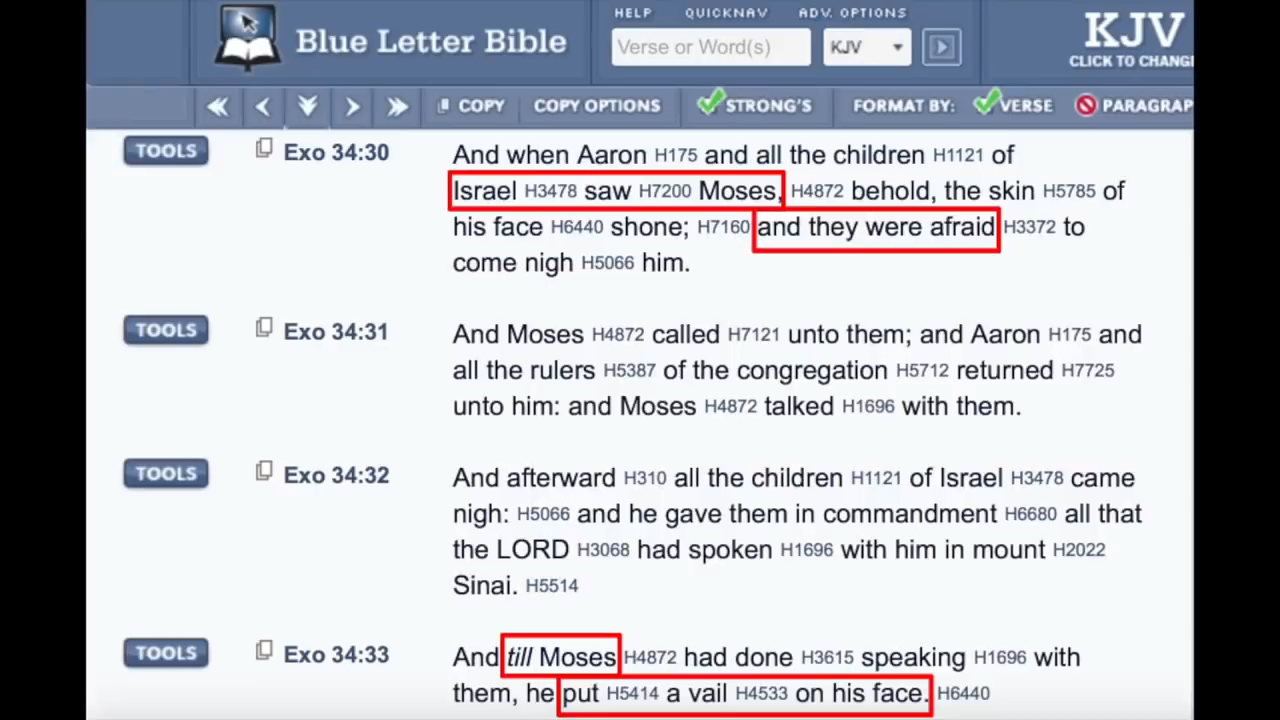 HELP QUICKNAV ADV. OPTIONS
Blue Letter Bible
Verse or Word(s)
KJV
KJV
CLICK TO CHANG
COPY COPY OPTIONS STRONG'S FORMAT BY: VERSE PARAGRAP
TOOLS Exo 34:30 And when Aaron H175 and all the children H1121 of
Israel H3478 saw H7200 Moses, H4872 behold, the skin H5785 of
his face H6440 shone; H7160 and they were afraid H3372 to
come nigh H5066 him.
TOOLS Exo 34:31 And Moses H4872 called H7121 unto them; and Aaron H175 and
all the rulers H5387 of the congregation H5712 returned H7725
unto him: and Moses H4872 talked H1696 with them.
TOOLS Exo 34:32 And afterward H310 all the children H1121 of Israel H3478 came
nigh: H5066 and he gave them in commandment H6680 all that
the LORD H3068 had spoken H1696 with him in mount H2022
Sinai. H5514
TOOLS Exo 34:33 And till Moses H4872 had done H3615 speaking H1696 with
them, he put H5414 a vail H4533 on his face. H6440